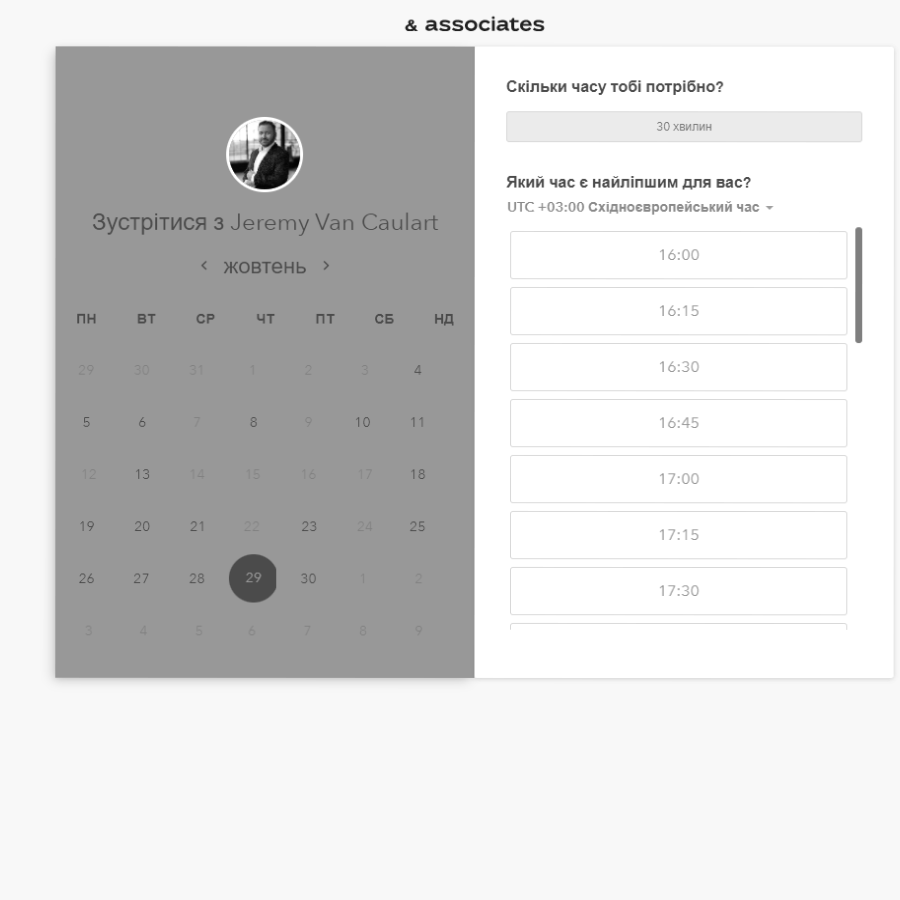 & associates
Зустрітися з Jeremy Van Caulart
жовтень
ПН ВТ СР ЧТ ПТ СБ НД
29 30 31 1 2 3 4
5 6 7 8 9 10 11
12 13 14 15 16 17 18
19 20 21 22 23 24 25
26 27 28 29 30 1 2
3 4 5 6 7 8 9
Скільки часу тобі потрібно?
30 хвилин
Який час є найліпшим для вас?
UTC +03:00 Східноєвропейський час
16:00
16:15
16:30
16:45
17:00
17:15
17:30